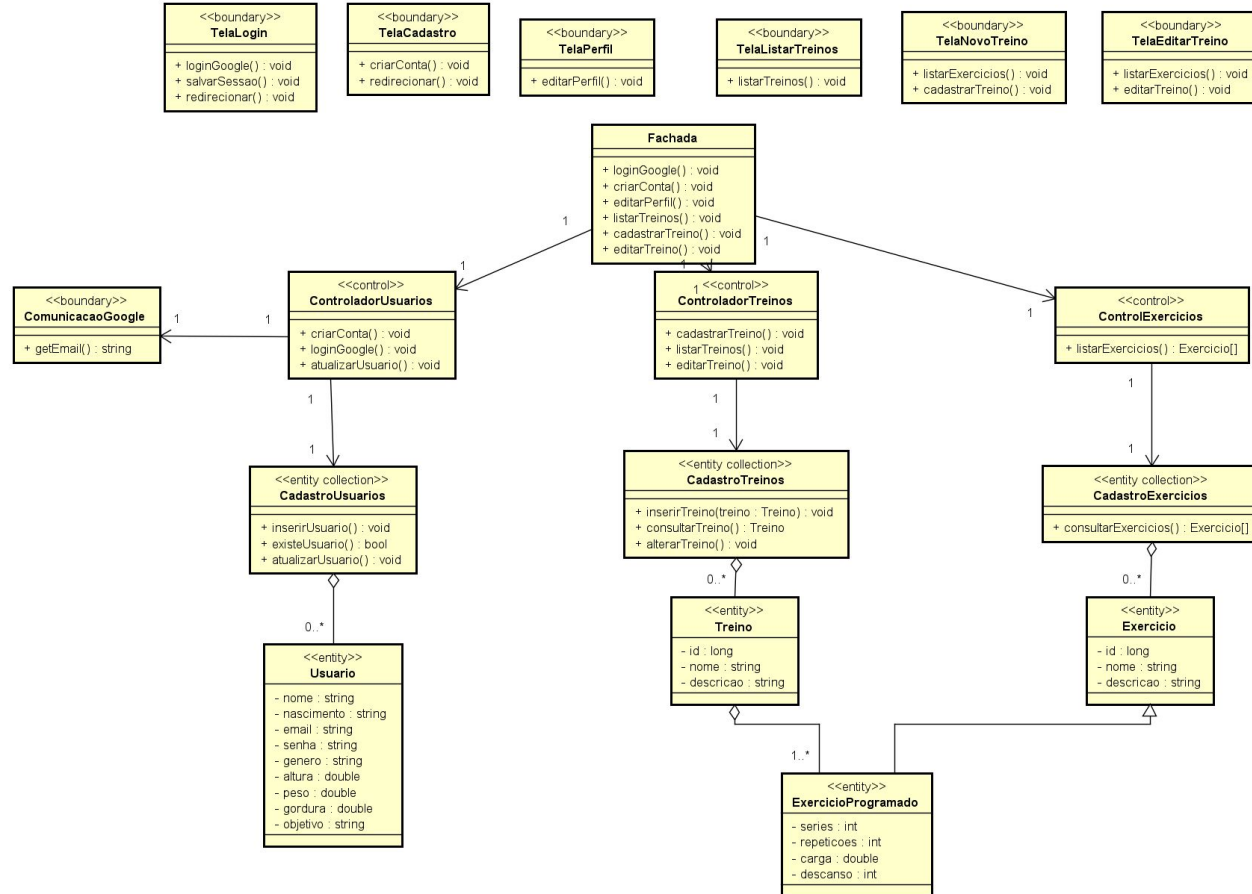 <<boundary>>
TelaLogin
+ loginGoogle() : void
+ salvarSessao() : void
+ redirecionar() : void
<<boundary>>
TelaCadastro
+ criarConta() : void
+ redirecionar() : void
<<boundary>>
TelaPerfil
+ editarPerfil() : void
<<boundary>>
TelaListarTreinos
+ listarTreinos() : void
<<boundary>>
TelaNovoTreino
+ listarExercicios() : void
+ cadastrarTreino() : void
<<boundary>>
TelaEditarTreino
+ listarExercicios() : void
+ editarTreino() : void
Fachada
+ loginGoogle() : void
+ criarConta() : void
+ editarPerfil() : void
+ listarTreinos() : void
+ cadastrarTreino() : void
+ editarTreino() : void
1
1
1
1
1
1
<<boundary>>
ComunicacaoGoogle
+ getEmail() : string
1
1
<<control>>
ControladorUsuarios
+ criarConta() : void
+ loginGoogle() : void
+ atualizarUsuario() : void
<<control>>
ControladorTreinos
+ cadastrarTreino() : void
+ listarTreinos() : void
+ editarTreino() : void
<<control>>
ControlExercicios
+ listarExercicios() : Exercicio[]
1
1
1
1
1
1
<<entity collection>>
CadastroUsuarios
+ inserirUsuario() : void
+ existeUsuario() : bool
+ atualizarUsuario() : void
<<entity collection>>
CadastroTreinos
+ inserirTreino(treino : Treino) : void
+ consultarTreino() : Treino
+ alterarTreino() : void
<<entity collection>>
CadastroExercicios
+ consultarExercicios() : Exercicio[]
0..*
0..*
0..*
<<entity>>
Usuario
- nome : string
- nascimento : string
- email : string
- senha : string
- genero : string
- altura : double
- peso : double
- gordura : double
- objetivo : string
<<entity>>
Treino
- id : long
- nome : string
- descricao : string
<<entity>>
Exercicio
- id : long
- nome : string
- descricao : string
1..*
<<entity>>
ExercicioProgramado
- series : int
- repeticoes : int
- carga : double
- descanso : int